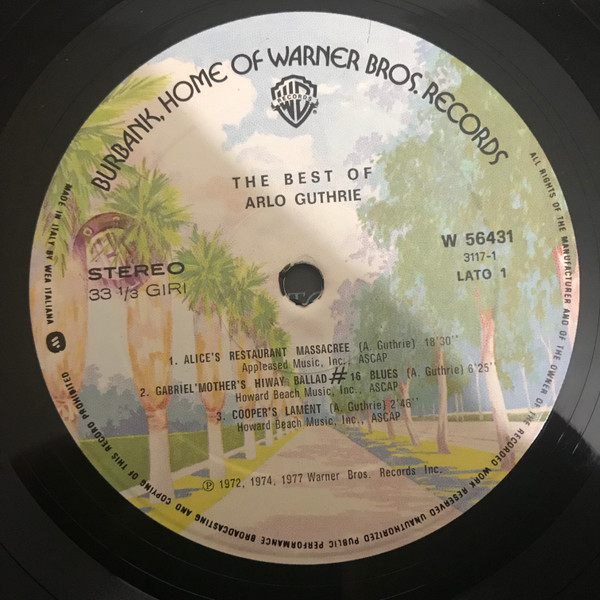 BURBANK, HOME OF WARNER BROS. RECORDS
WB
RECORDS
THE BEST OF
ARLO GUTHRIE
STEREO
33 1/3 GIRI
W 56431
3117-1
LATO 1
1. ALICE'S RESTAURANT MASSACREE (A. Guthrie) 18'30"
Appleased Music, Inc., ASCAP
2. GABRIEL'MOTHER'S HIWAY, BALLAD # 16 BLUES (A. Guthrie) 6'25"
Howard Beach Music, Inc., ASCAP
3. COOPER'S LAMENT (A. Guthrie) 2'46"
Howard Beach Music, Inc., ASCAP
℗ 1972, 1974, 1977 Warner Bros. Records Inc.
MADE IN ITALY BY WEA ITALIANA
ALL RIGHTS OF THE MANUFACTURER AND OF THE OWNER OF THE RECORDED WORK RESERVED UNAUTHORIZED PUBLIC PERFORMANCE BROADCASTING AND COPYING OF THIS RECORD PROHIBITED